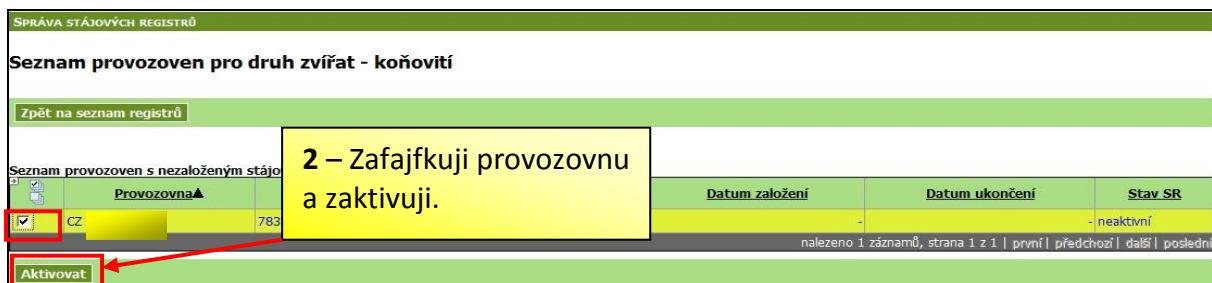 SPRÁVA STÁJOVÝCH REGISTRŮ
Seznam provozoven pro druh zvířat - koňovití
Zpět na seznam registrů
2 – Zafajfkuji provozovnu
a zaktivuji.
Seznam provozoven s nezaloženým stájo
Provozovna▲ Datum založení Datum ukončení Stav SR
CZ 783 - - neaktivní
nalezeno 1 záznamů, strana 1 z 1 | první | předchozí | další | poslední
Aktivovat